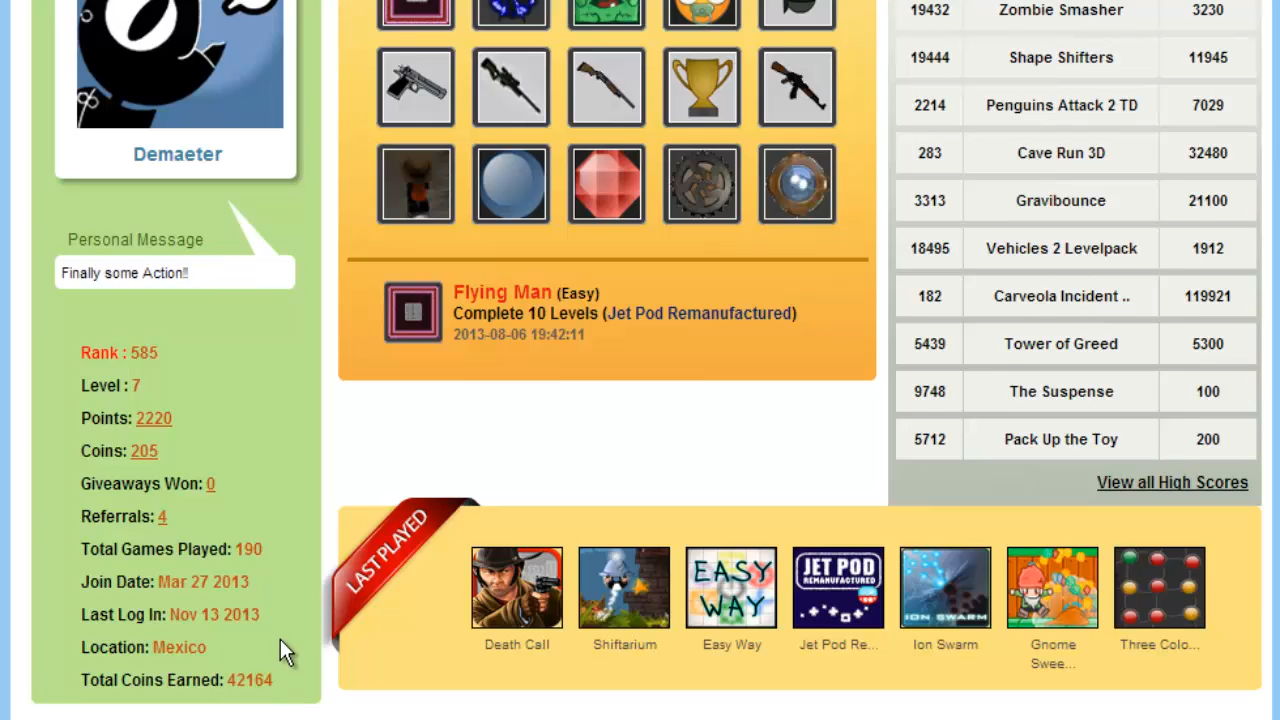 Demaeter
Personal Message
Finally some Action!!
Rank : 585
Level : 7
Points: 2220
Coins: 205
Giveaways Won: 0
Referrals: 4
Total Games Played: 190
Join Date: Mar 27 2013
Last Log In: Nov 13 2013
Location: Mexico
Total Coins Earned: 42164
Flying Man (Easy)
Complete 10 Levels (Jet Pod Remanufactured)
2013-08-06 19:42:11
19432 Zombie Smasher 3230
19444 Shape Shifters 11945
2214 Penguins Attack 2 TD 7029
283 Cave Run 3D 32480
3313 Gravibounce 21100
18495 Vehicles 2 Levelpack 1912
182 Carveola Incident .. 119921
5439 Tower of Greed 5300
9748 The Suspense 100
5712 Pack Up the Toy 200
View all High Scores
LAST PLAYED
EASY
WAY
JET POD
REMANUFACTURED
ION SWARM
Death Call
Shiftarium
Easy Way
Jet Pod Re...
Ion Swarm
Gnome
Swee...
Three Colo...